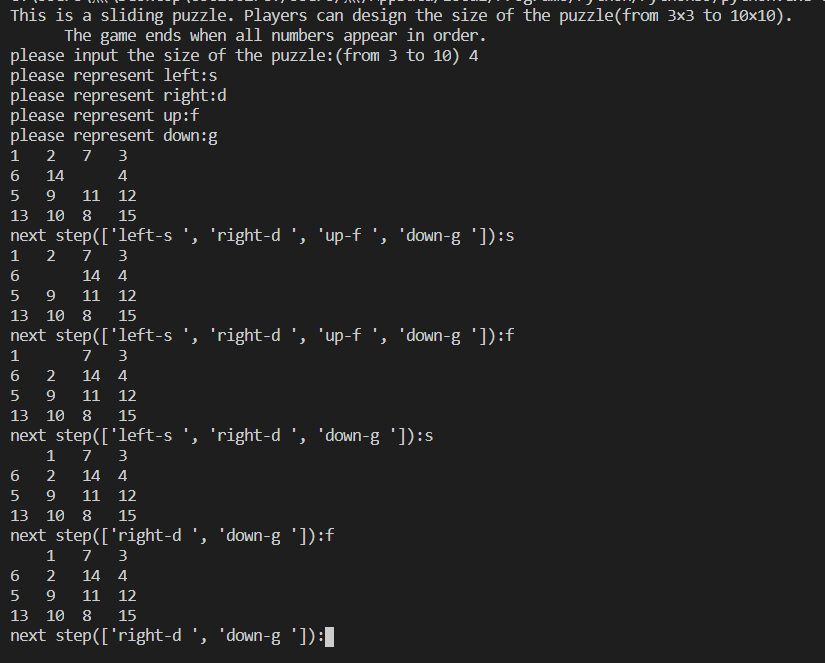 This is a sliding puzzle. Players can design the size of the puzzle(from 3×3 to 10×10).
The game ends when all numbers appear in order.
please input the size of the puzzle:(from 3 to 10) 4
please represent left:s
please represent right:d
please represent up:f
please represent down:g
1 2 7 3
6 14 4
5 9 11 12
13 10 8 15
next step(['left-s ', 'right-d ', 'up-f ', 'down-g ']):s
1 2 7 3
6 14 4
5 9 11 12
13 10 8 15
next step(['left-s ', 'right-d ', 'up-f ', 'down-g ']):f
1 7 3
6 2 14 4
5 9 11 12
13 10 8 15
next step(['left-s ', 'right-d ', 'down-g ']):s
1 7 3
6 2 14 4
5 9 11 12
13 10 8 15
next step(['right-d ', 'down-g ']):f
1 7 3
6 2 14 4
5 9 11 12
13 10 8 15
next step(['right-d ', 'down-g ']):